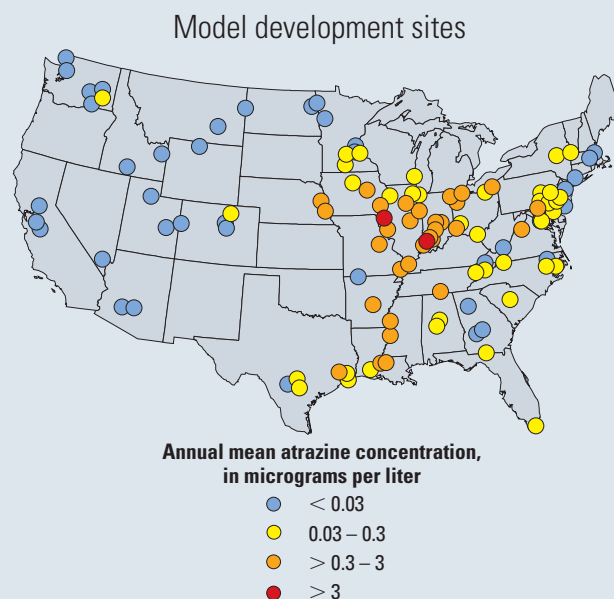 Model development sites
Annual mean atrazine concentration,
in micrograms per liter
< 0.03
0.03 – 0.3
> 0.3 – 3
> 3